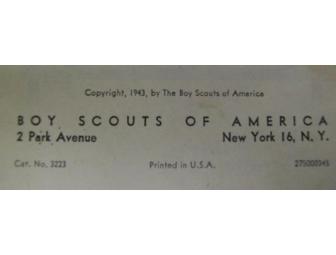 Copyright, 1943, by The Boy Scouts of America
BOY SCOUTS OF AMERICA
2 Park Avenue New York 16, N. Y.
Cat. No. 3223 Printed in U.S.A.